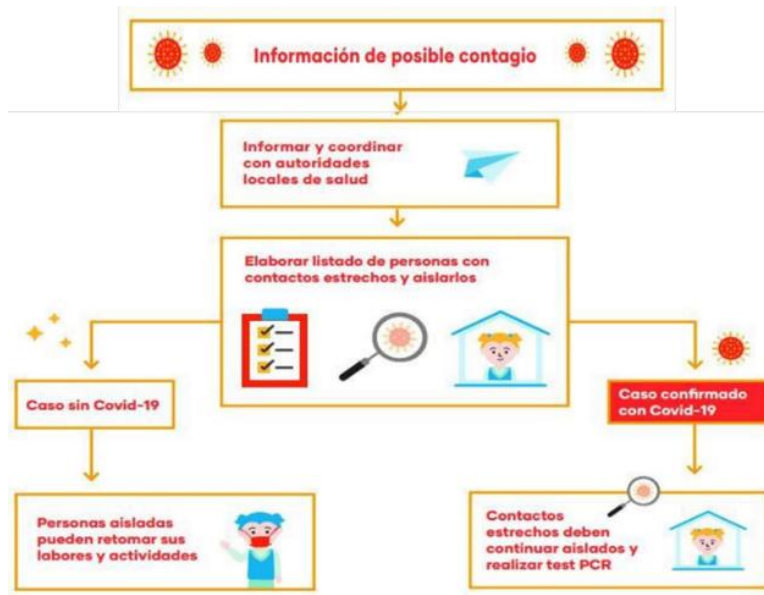 Información de posible contagio
Informar y coordinar
con autoridades
locales de salud
Elaborar listado de personas con
contactos estrechos y aislarlos
Caso sin Covid-19
Caso confirmado
con Covid-19
Personas aisladas
pueden retomar sus
labores y actividades
Contactos
estrechos deben
continuar aislados y
realizar test PCR